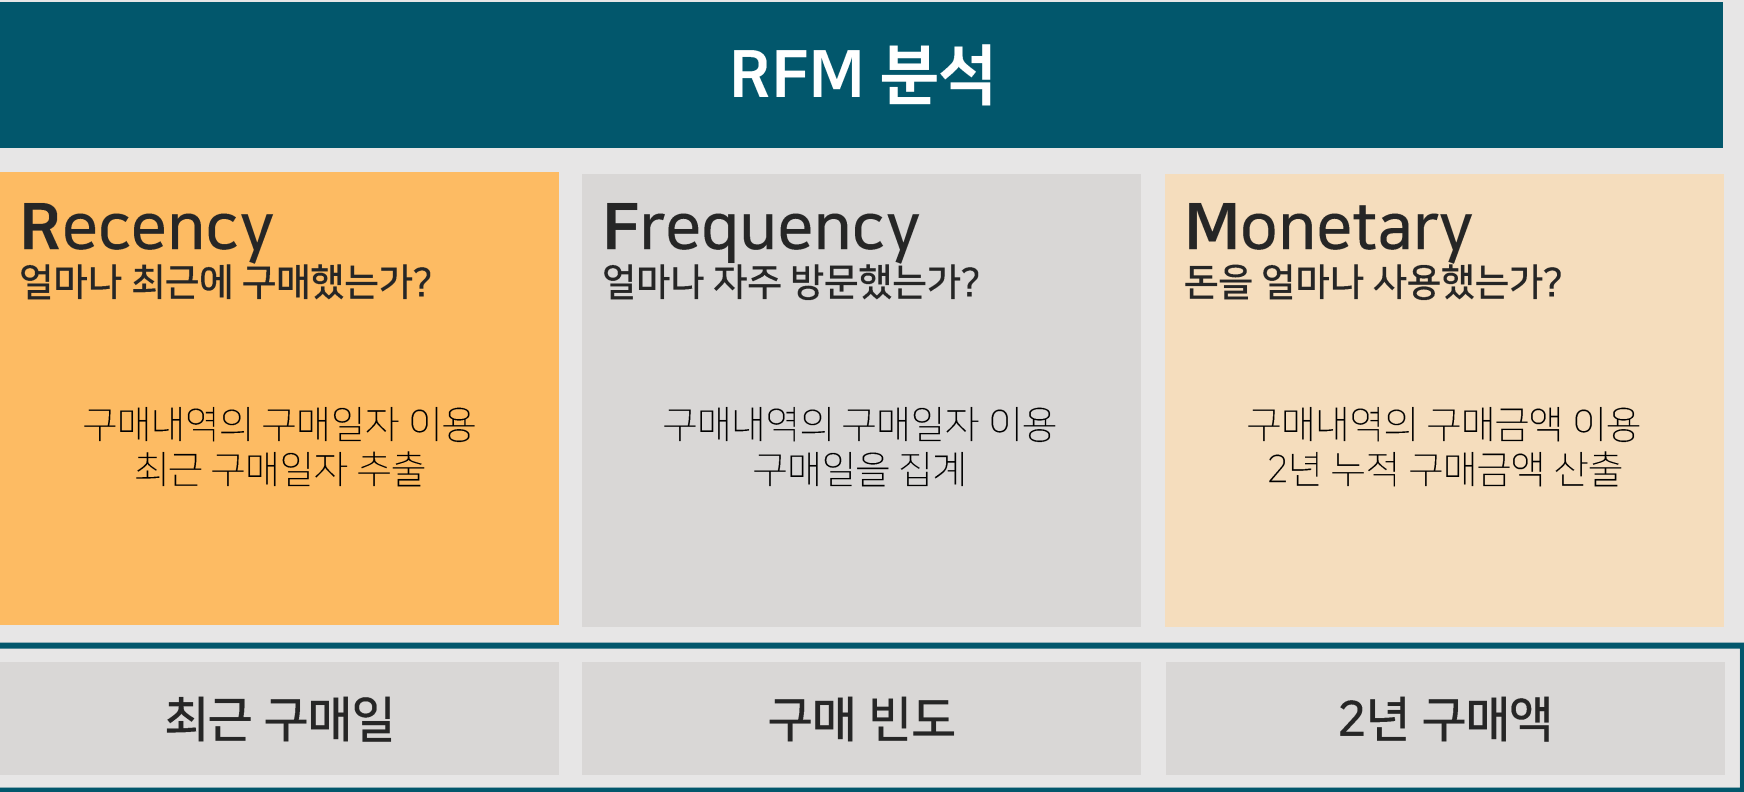 RFM 분석
Recency
얼마나 최근에 구매했는가?
구매내역의 구매일자 이용
최근 구매일자 추출
Frequency
얼마나 자주 방문했는가?
구매내역의 구매일자 이용
구매일을 집계
Monetary
돈을 얼마나 사용했는가?
구매내역의 구매금액 이용
2년 누적 구매금액 산출
최근 구매일
구매 빈도
2년 구매액